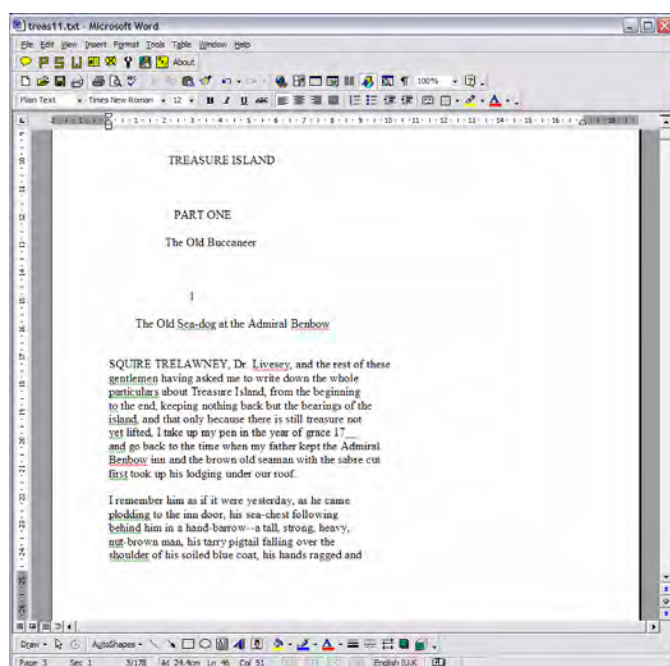 treas11.txt - Microsoft Word
File Edit View Insert Format Tools Table Window Help
About
100%
Plain Text Times New Roman 12 B I U ABC
TREASURE ISLAND
PART ONE
The Old Buccaneer
1
The Old Sea-dog at the Admiral Benbow
SQUIRE TRELAWNEY, Dr. Livesey, and the rest of these
gentlemen having asked me to write down the whole
particulars about Treasure Island, from the beginning
to the end, keeping nothing back but the bearings of the
island, and that only because there is still treasure not
yet lifted, I take up my pen in the year of grace 17__
and go back to the time when my father kept the Admiral
Benbow inn and the brown old seaman with the sabre cut
first took up his lodging under our roof.
I remember him as if it were yesterday, as he came
plodding to the inn door, his sea-chest following
behind him in a hand-barrow--a tall, strong, heavy,
nut-brown man, his tarry pigtail falling over the
shoulder of his soiled blue coat, his hands ragged and
Draw AutoShapes
Page 3 Sec 1 3/178 At 24.4cm Ln 46 Col 51 English (U.K